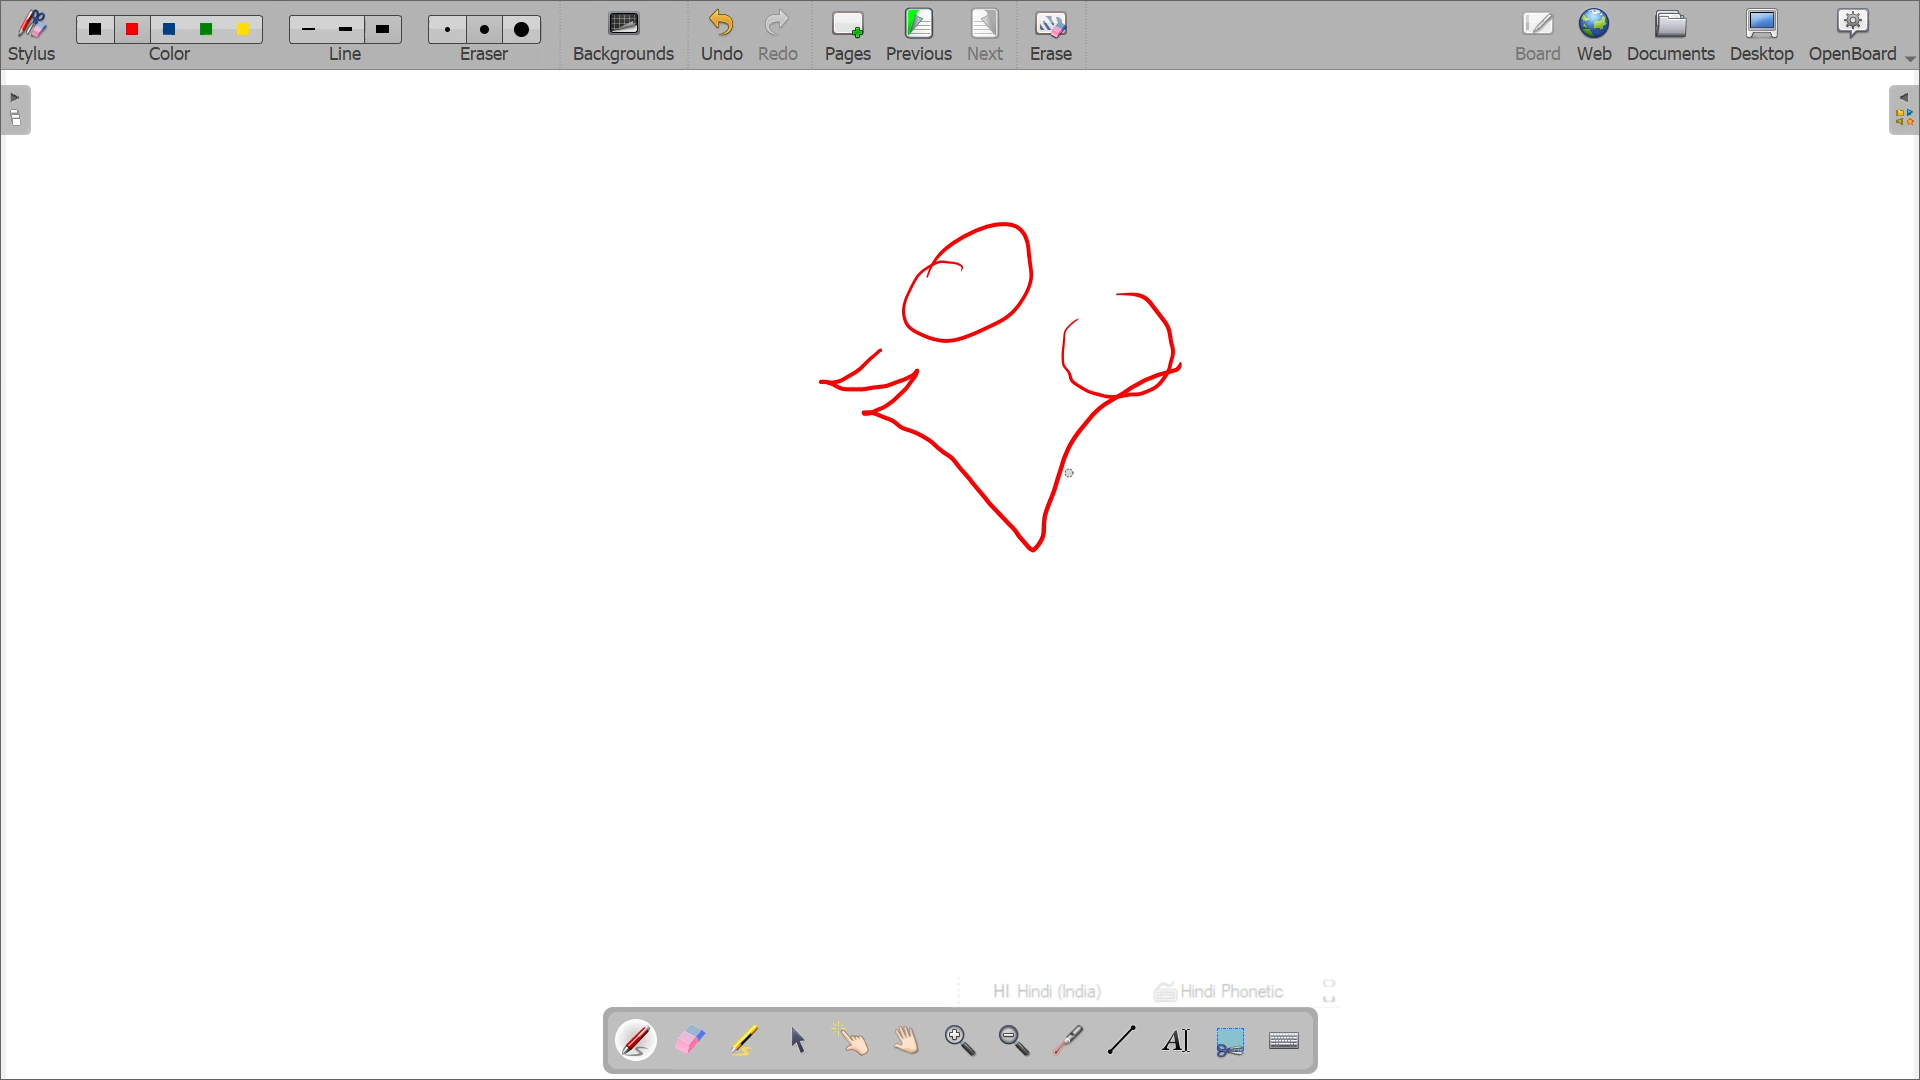 Stylus Color Line Eraser Backgrounds Undo Redo Pages Previous Next Erase Board Web Documents Desktop OpenBoard
HI Hindi (India) Hindi Phonetic
AI